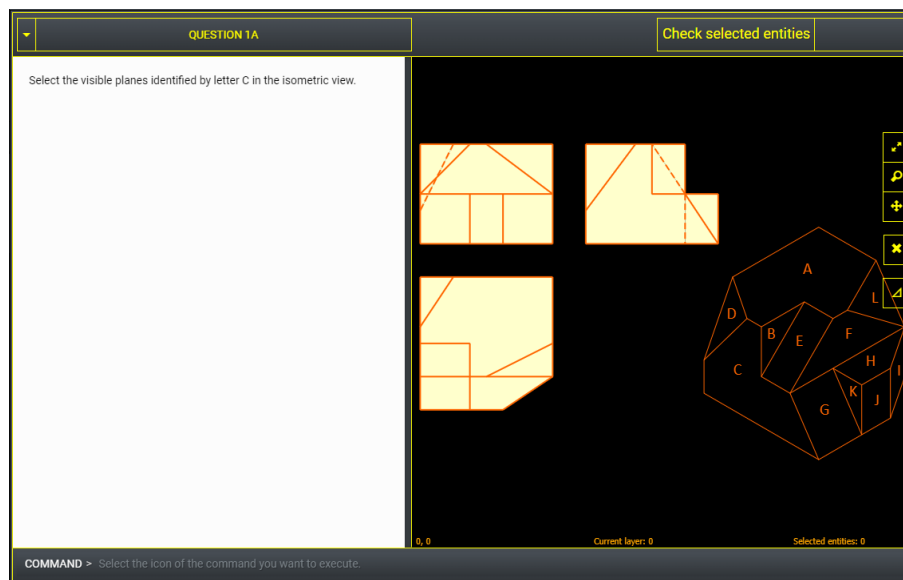 QUESTION 1A
Check selected entities
Select the visible planes identified by letter C in the isometric view.
A
L
D
B
E
F
C
H
I
K
J
G
0, 0
Current layer: 0
Selected entities: 0
COMMAND > Select the icon of the command you want to execute.